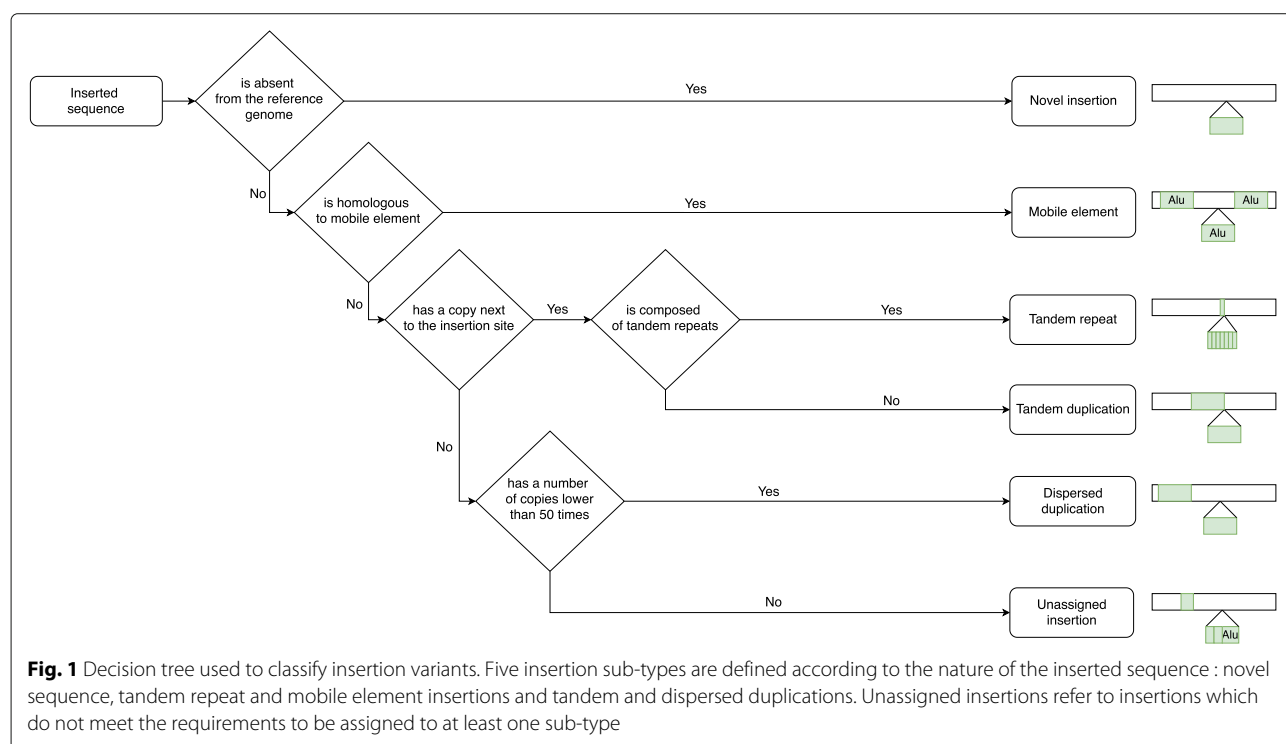 Inserted
sequence
is absent
from the reference
genome
Yes
Novel insertion
No
is homologous
to mobile element
Yes
Mobile element
Alu
Alu
Alu
No
has a copy next
to the insertion site
Yes
is composed
of tandem repeats
Yes
Tandem repeat
No
Tandem duplication
No
has a number
of copies lower
than 50 times
Yes
Dispersed
duplication
No
Unassigned
insertion
Alu
Fig. 1 Decision tree used to classify insertion variants. Five insertion sub-types are defined according to the nature of the inserted sequence : novel
sequence, tandem repeat and mobile element insertions and tandem and dispersed duplications. Unassigned insertions refer to insertions which
do not meet the requirements to be assigned to at least one sub-type